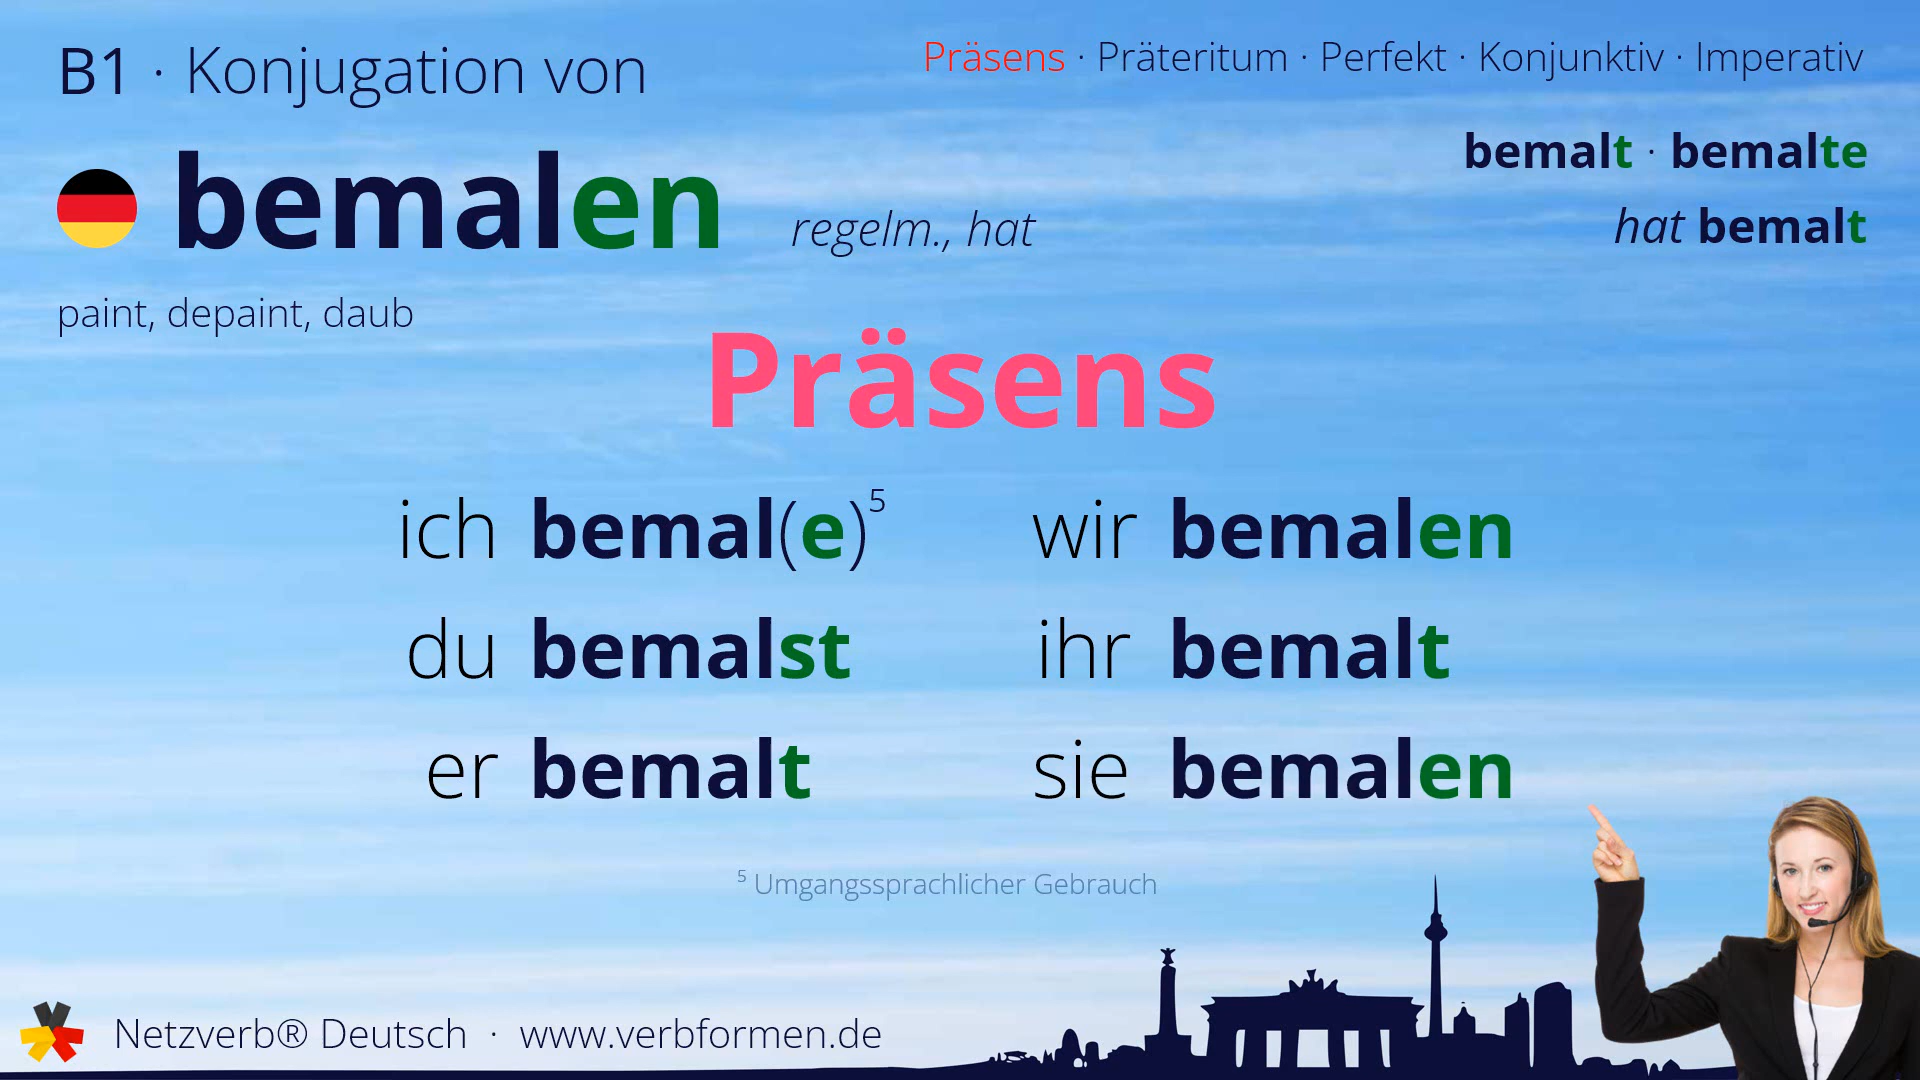 B1 · Konjugation von
Präsens · Präteritum · Perfekt · Konjunktiv · Imperativ
bemalen regelm., hat
bemalt · bemalte
hat bemalt
paint, depaint, daub
Präsens
ich bemal(e)⁵ wir bemalen
du bemalst ihr bemalt
er bemalt sie bemalen
⁵ Umgangssprachlicher Gebrauch
Netzverb® Deutsch · www.verbformen.de